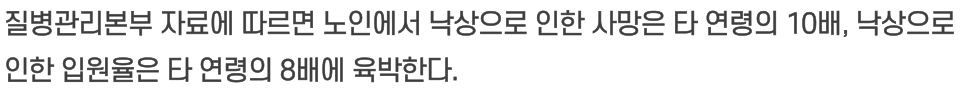 질병관리본부 자료에 따르면 노인에서 낙상으로 인한 사망은 타 연령의 10배, 낙상으로
인한 입원율은 타 연령의 8배에 육박한다.